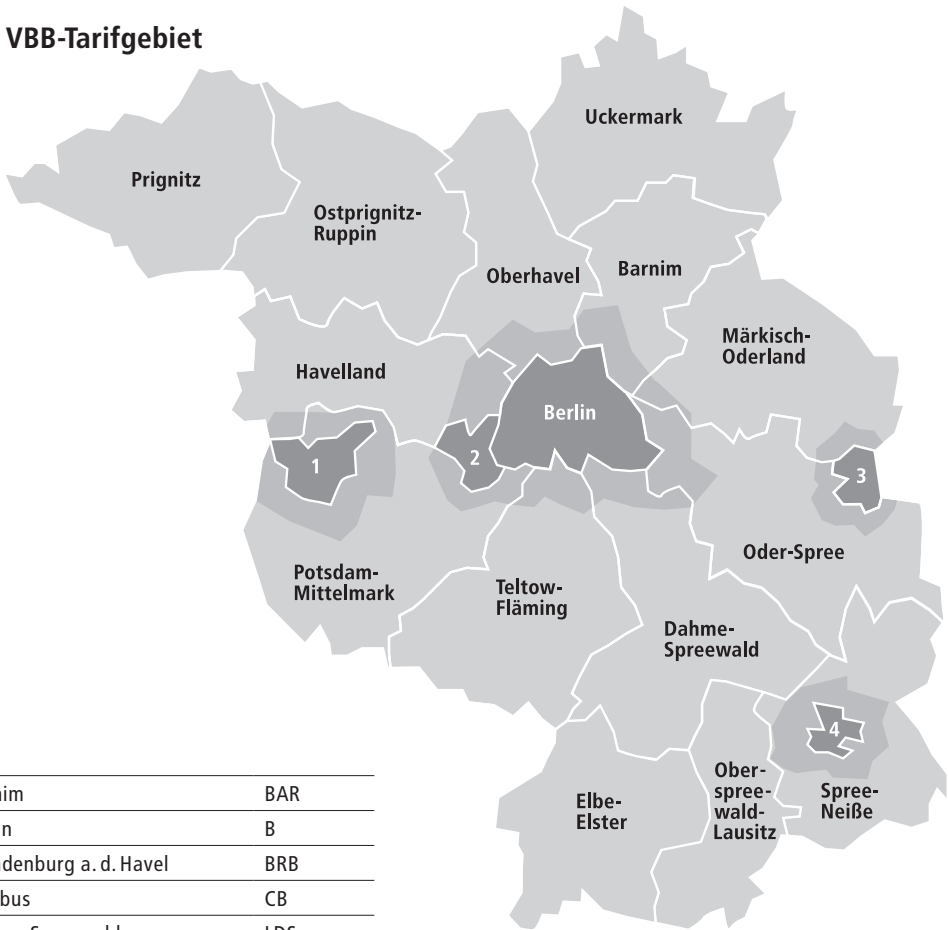 VBB-Tarifgebiet
Uckermark
Prignitz
Ostprignitz-
Ruppin
Oberhavel
Barnim
Märkisch-
Oderland
Havelland
Berlin
1
2
3
Oder-Spree
Potsdam-
Mittelmark
Teltow-
Fläming
Dahme-
Spreewald
4
Ober-
spree-
wald-
Lausitz
Spree-
Neiße
Elbe-
Elster
BAR
B
a. d. Havel BRB
CB